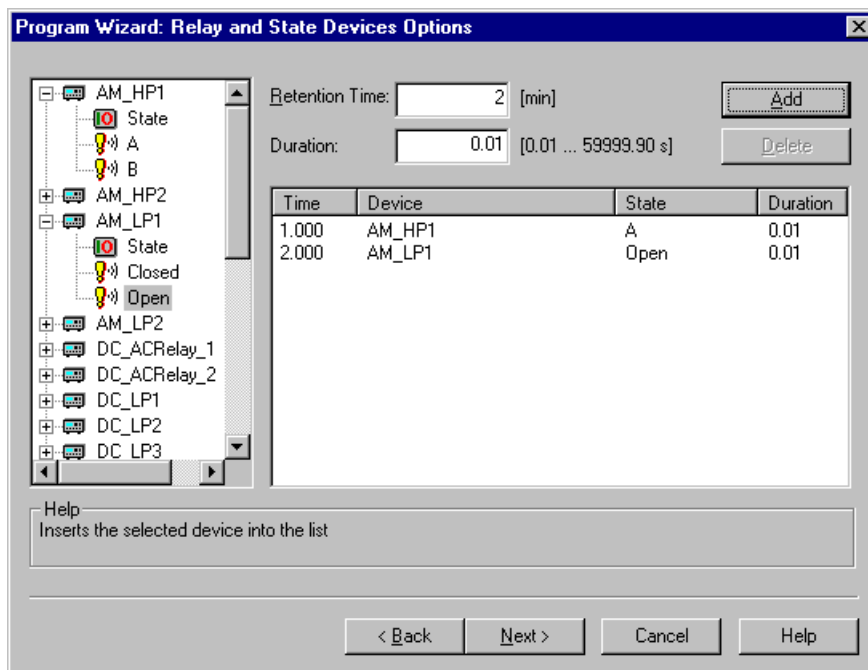 Program Wizard: Relay and State Devices Options
AM_HP1
State
A
B
AM_HP2
AM_LP1
State
Closed
Open
AM_LP2
DC_ACRelay_1
DC_ACRelay_2
DC_LP1
DC_LP2
DC_LP3
Retention Time: 2 [min]
Add
Duration: 0.01 [0.01 ... 59999.90 s]
Delete
Time Device State Duration
1.000 AM_HP1 A 0.01
2.000 AM_LP1 Open 0.01
Help
Inserts the selected device into the list
< Back Next > Cancel Help